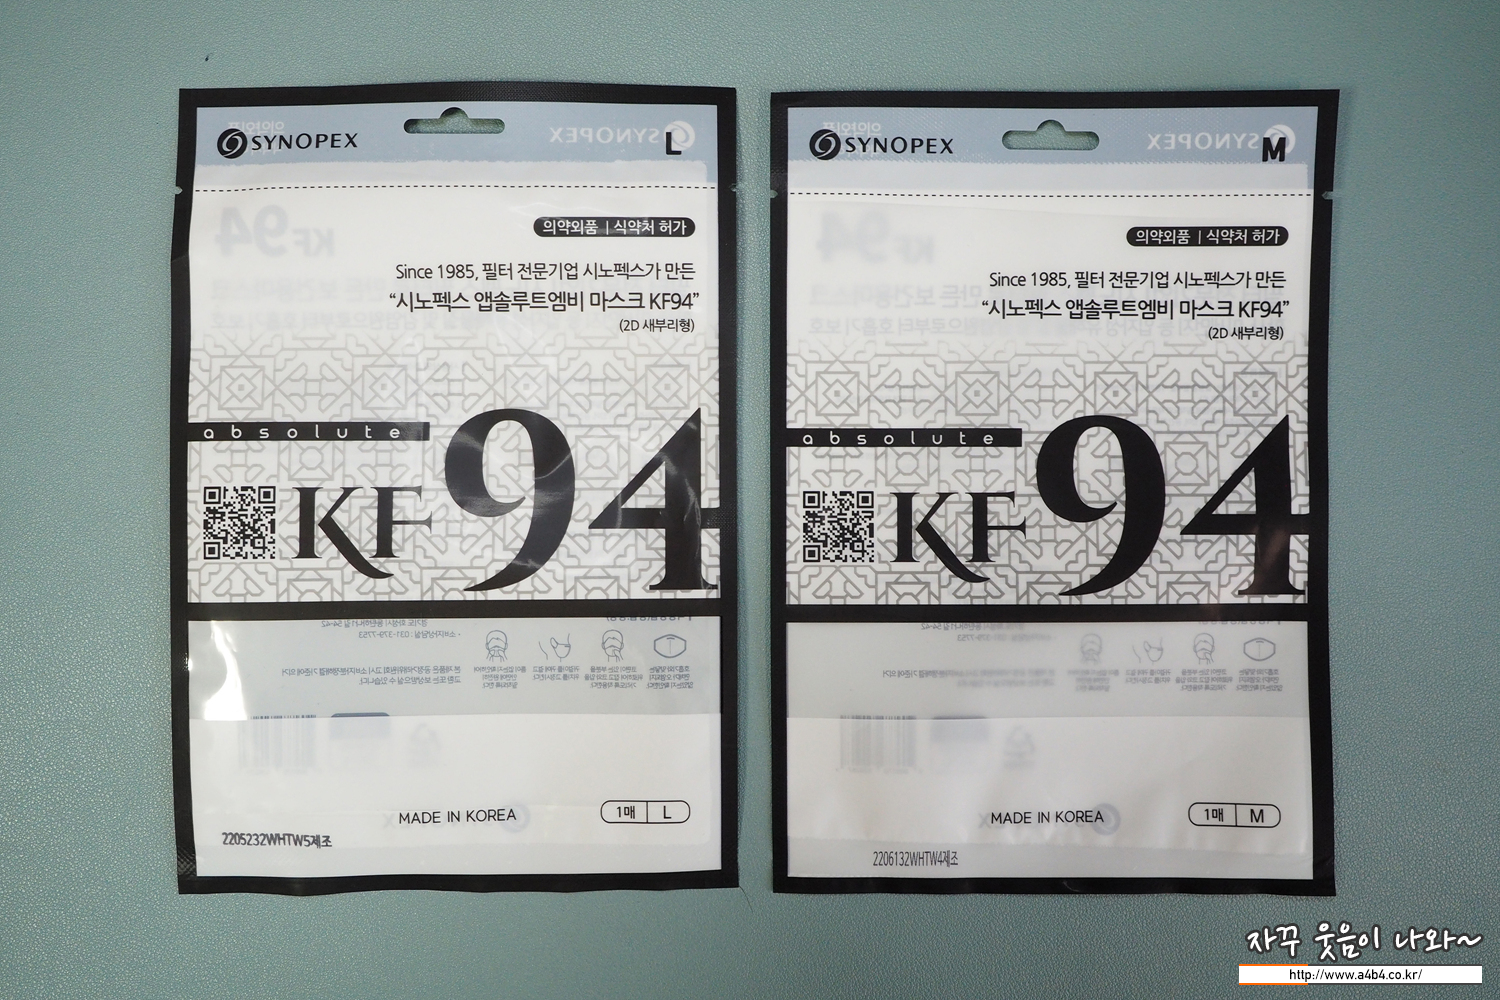 SYNOPEX
L
의약외품 | 식약처 허가
Since 1985, 필터 전문기업 시노펙스가 만든
“시노펙스 앱솔루트엠비 마스크 KF94”
(2D 새부리형)
absolute
KF94
MADE IN KOREA
1매 | L
2205232WHTW5제조
SYNOPEX
M
의약외품 | 식약처 허가
Since 1985, 필터 전문기업 시노펙스가 만든
“시노펙스 앱솔루트엠비 마스크 KF94”
(2D 새부리형)
absolute
KF94
MADE IN KOREA
1매 | M
2206132WHTW4제조
자꾸 웃음이 나와~
http://www.a4b4.co.kr/